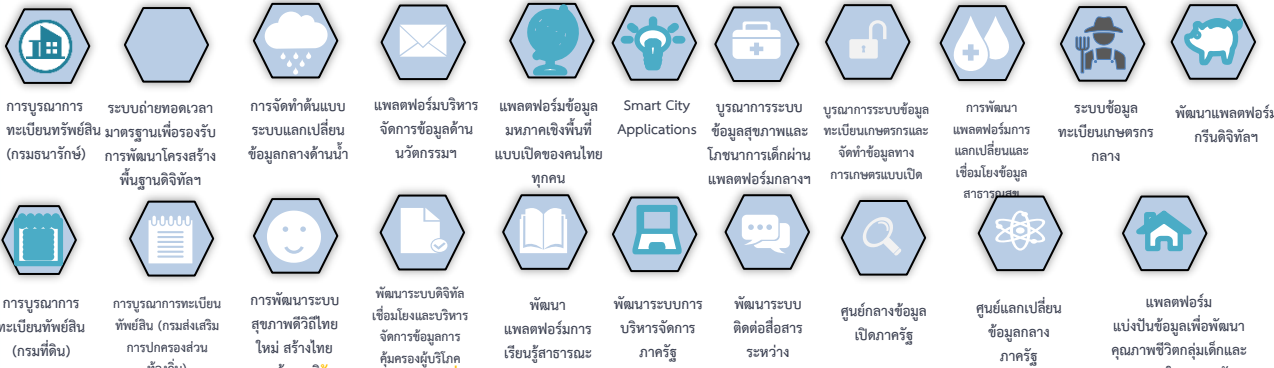 การบูรณาการ
ทะเบียนทรัพย์สิน
(กรมธนารักษ์)
ระบบถ่ายทอดเวลา
มาตรฐานเพื่อรองรับ
การพัฒนาโครงสร้าง
พื้นฐานดิจิทัลฯ
การจัดทำต้นแบบ
ระบบแลกเปลี่ยน
ข้อมูลกลางด้านน้ำ
แพลตฟอร์มบริหาร
จัดการข้อมูลด้าน
นวัตกรรมฯ
แพลตฟอร์มข้อมูล
มหภาคเชิงพื้นที่
แบบเปิดของคนไทย
ทุกคน
Smart City
Applications
บูรณาการระบบ
ข้อมูลสุขภาพและ
โภชนาการเด็กผ่าน
แพลตฟอร์มกลางฯ
บูรณาการระบบข้อมูล
ทะเบียนเกษตรกรและ
จัดทำข้อมูลทาง
การเกษตรแบบเปิด
การพัฒนา
แพลตฟอร์มการ
แลกเปลี่ยนและ
เชื่อมโยงข้อมูล
สาธารณสุข
ระบบข้อมูล
ทะเบียนเกษตรกร
กลาง
พัฒนาแพลตฟอร์ม
กรีนดิจิทัลฯ
การบูรณาการ
ทะเบียนทัพย์สิน
(กรมที่ดิน)
การบูรณาการทะเบียน
ทัพย์สิน (กรมส่งเสริม
การปกครองส่วน
ท้องถิ่น)
การพัฒนาระบบ
สุขภาพดีวิถีไทย
ใหม่ สร้างไทย
พัฒนาระบบดิจิทัล
เชื่อมโยงและบริหาร
จัดการข้อมูลการ
คุ้มครองผู้บริโภค
พัฒนา
แพลตฟอร์มการ
เรียนรู้สาธารณะ
พัฒนาระบบการ
บริหารจัดการ
ภาครัฐ
พัฒนาระบบ
ติดต่อสื่อสาร
ระหว่าง
ศูนย์กลางข้อมูล
เปิดภาครัฐ
ศูนย์แลกเปลี่ยน
ข้อมูลกลาง
ภาครัฐ
แพลตฟอร์ม
แบ่งปันข้อมูลเพื่อพัฒนา
คุณภาพชีวิตกลุ่มเด็กและ